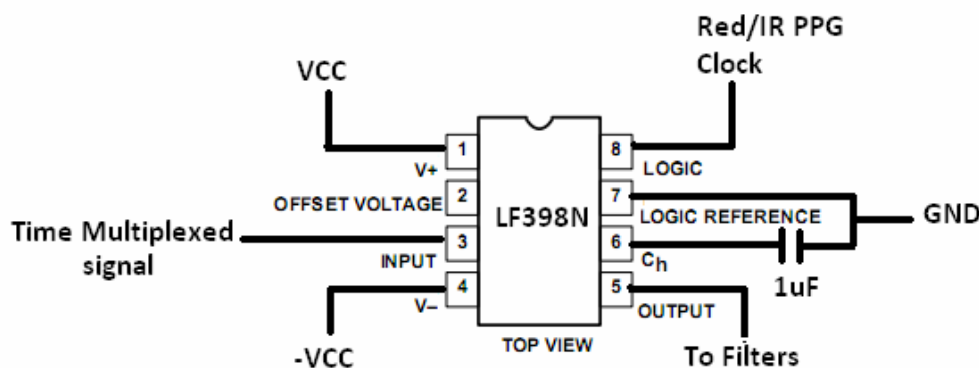 Red/IR PPG
Clock
VCC
1
8
V+
LOGIC
2
7
OFFSET VOLTAGE
LF398N
LOGIC REFERENCE
GND
Time Multiplexed
signal
3
6
INPUT
Ch
1uF
4
5
V–
OUTPUT
-VCC
TOP VIEW
To Filters